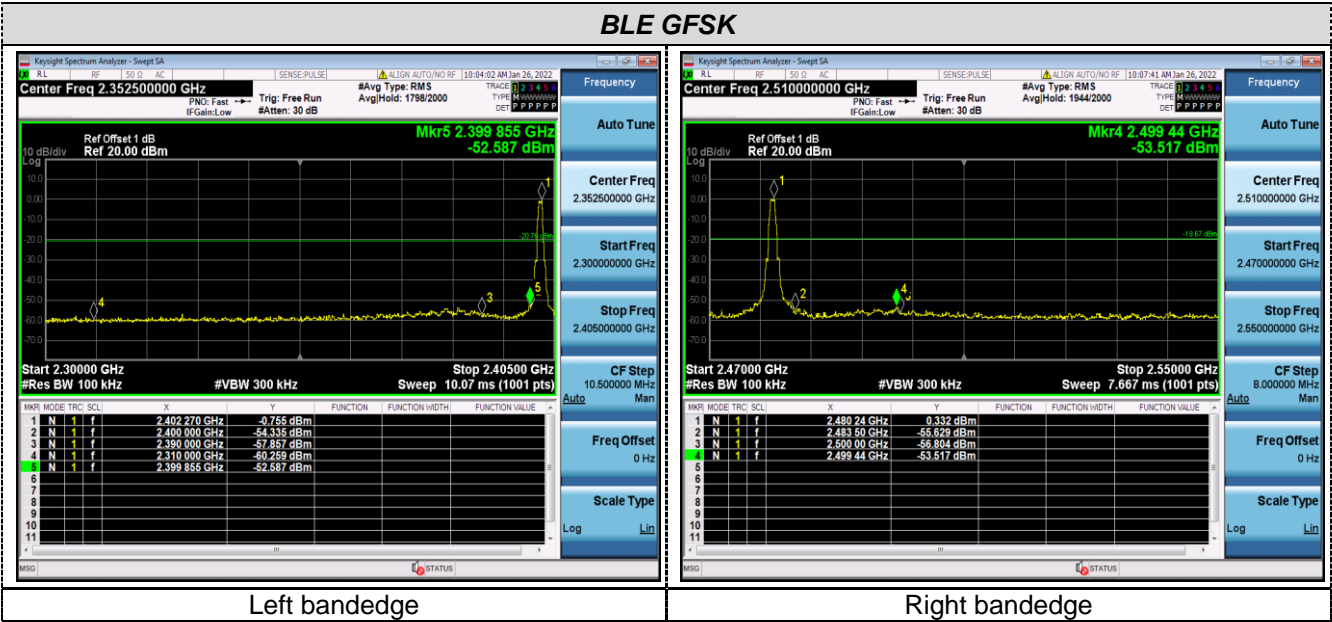 BLE GFSK
Keysight Spectrum Analyzer - Swept SA
RL RF 50 Ω AC SENSE:PULSE ALIGN AUTO/NO RF 10:04:02 AM Jan 26, 2022
Center Freq 2.352500000 GHz
PNO: Fast
IFGain:Low
Trig: Free Run
#Atten: 30 dB
#Avg Type: RMS
Avg|Hold: 1798/2000
TRACE 1 2 3 4 5 6
TYPE M WWWWW
DET P P P P P P
Ref Offset 1 dB
Ref 20.00 dBm
10 dB/div
Log
Mkr5 2.399 855 GHz
-52.587 dBm
10.0
0.00
-10.0
-20.0
-30.0
-40.0
-50.0
-60.0
-70.0
-20.76 dBm
1
3
4
5
Start 2.30000 GHz
Stop 2.40500 GHz
#Res BW 100 kHz
#VBW 300 kHz
Sweep 10.07 ms (1001 pts)
MKR MODE TRC SCL X Y FUNCTION FUNCTION WIDTH FUNCTION VALUE
1 N 1 f 2.402 270 GHz -0.755 dBm
2 N 1 f 2.400 000 GHz -54.335 dBm
3 N 1 f 2.390 000 GHz -57.857 dBm
4 N 1 f 2.310 000 GHz -60.259 dBm
5 N 1 f 2.399 855 GHz -52.587 dBm
6
7
8
9
10
11
MSG
STATUS
Frequency
Auto Tune
Center Freq
2.352500000 GHz
Start Freq
2.300000000 GHz
Stop Freq
2.405000000 GHz
CF Step
10.500000 MHz
Auto Man
Freq Offset
0 Hz
Scale Type
Log Lin
Keysight Spectrum Analyzer - Swept SA
RL RF 50 Ω AC SENSE:PULSE ALIGN AUTO/NO RF 10:07:41 AM Jan 26, 2022
Center Freq 2.510000000 GHz
PNO: Fast
IFGain:Low
Trig: Free Run
#Atten: 30 dB
#Avg Type: RMS
Avg|Hold: 1944/2000
TRACE 1 2 3 4 5 6
TYPE M WWWWW
DET P P P P P P
Ref Offset 1 dB
Ref 20.00 dBm
10 dB/div
Log
Mkr4 2.499 44 GHz
-53.517 dBm
10.0
0.00
-10.0
-20.0
-30.0
-40.0
-50.0
-60.0
-70.0
-19.67 dBm
1
2
4
Start 2.47000 GHz
Stop 2.55000 GHz
#Res BW 100 kHz
#VBW 300 kHz
Sweep 7.667 ms (1001 pts)
MKR MODE TRC SCL X Y FUNCTION FUNCTION WIDTH FUNCTION VALUE
1 N 1 f 2.480 24 GHz 0.332 dBm
2 N 1 f 2.483 50 GHz -55.629 dBm
3 N 1 f 2.500 00 GHz -56.804 dBm
4 N 1 f 2.499 44 GHz -53.517 dBm
5
6
7
8
9
10
11
MSG
STATUS
Frequency
Auto Tune
Center Freq
2.510000000 GHz
Start Freq
2.470000000 GHz
Stop Freq
2.550000000 GHz
CF Step
8.000000 MHz
Auto Man
Freq Offset
0 Hz
Scale Type
Log Lin
Left bandedge
Right bandedge